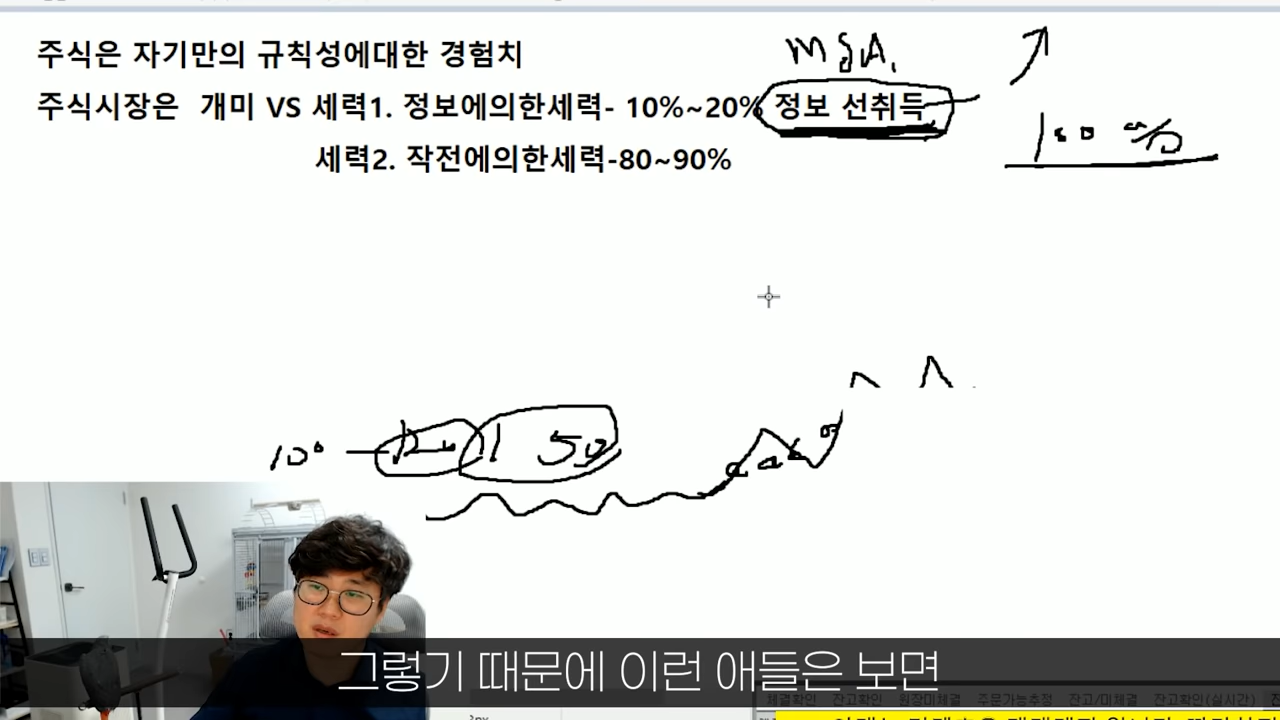 주식은 자기만의 규칙성에대한 경험치
M&A.
주식시장은 개미 VS 세력1. 정보에의한세력- 10%~20% 정보 선취득
100%
세력2. 작전에의한세력-80~90%
100
50
그렇기 때문에 이런 애들은 보면
체결확인 잔고확인 원장미체결 주문가능추정 잔고/미체결 잔고확인(실시간)